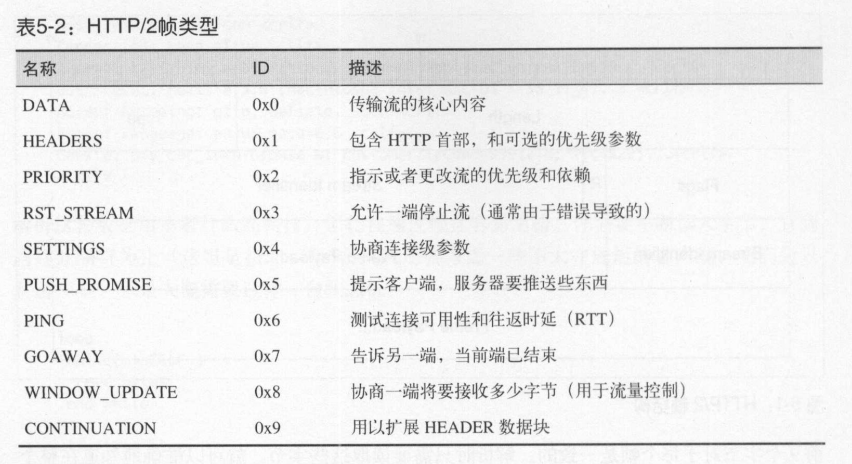 表5-2：HTTP/2帧类型
名称 ID 描述
DATA 0x0 传输流的核心内容
HEADERS 0x1 包含 HTTP 首部，和可选的优先级参数
PRIORITY 0x2 指示或者更改流的优先级和依赖
RST_STREAM 0x3 允许一端停止流（通常由于错误导致的）
SETTINGS 0x4 协商连接级参数
PUSH_PROMISE 0x5 提示客户端，服务器要推送些东西
PING 0x6 测试连接可用性和往返时延（RTT）
GOAWAY 0x7 告诉另一端，当前端已结束
WINDOW_UPDATE 0x8 协商一端将要接收多少字节（用于流量控制）
CONTINUATION 0x9 用以扩展 HEADER 数据块